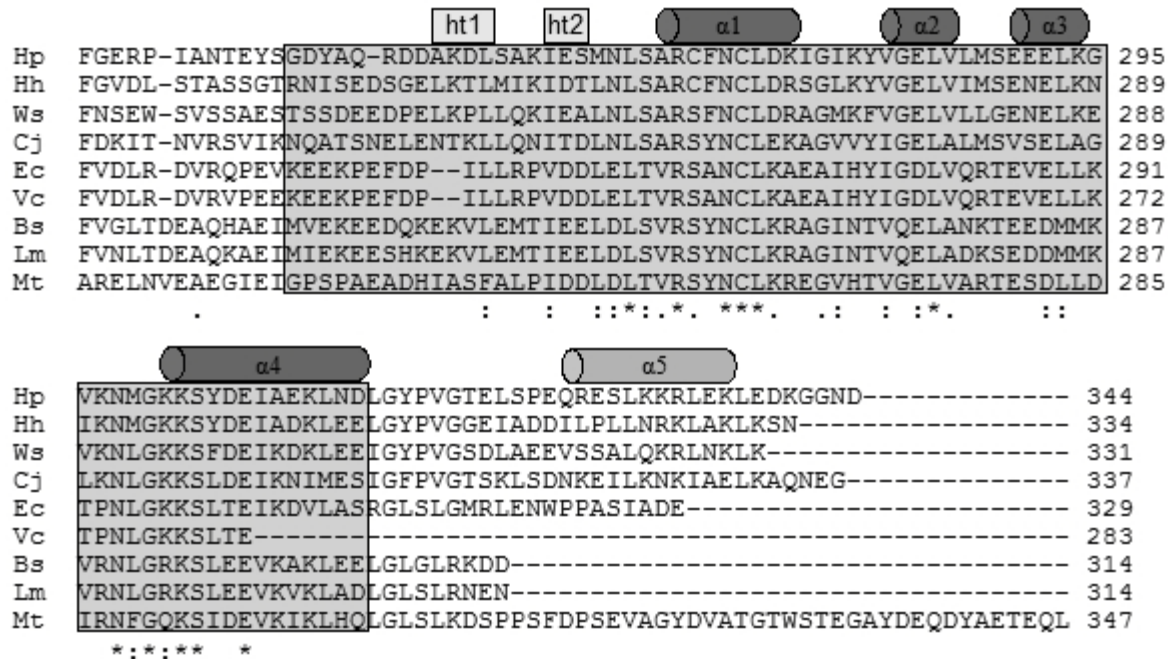 ht1 ht2 α1 α2 α3
Hp FGERP-IANTEYSGDYAQ-RDDAKDLSAKIESMNLSARCFNCLDKIGIKYVGELVLMSEEELKG 295
Hh FGVDL-STASSGTRNISEDSGELKTLMIKIDTLNLSARCFNCLDRSGLKYVGELVIMSENELKN 289
Ws FNSEW-SVSSAESTSSDEEDPELKPLLQKIEALNLSARSFNCLDRAGMKFVGELVLLGENELKE 288
Cj FDKIT-NVRSVIKNQATSNELENTKLLQNITDLNLSARSYNCLEKAGVVYIGELALMSVSELAG 289
Ec FVDLR-DVRQPEVKEEKPEFDP--ILLRPVDDLELTVRSANCLKAEAIHYIGDLVQRTEVELLK 291
Vc FVDLR-DVRVPEEKEEKPEFDP--ILLRPVDDLELTVRSANCLKAEAIHYIGDLVQRTEVELLK 272
Bs FVGLTDEAQHAEIMVEKEEDQKEKVLEMTIEELDLSVRSYNCLKRAGINTVQELANKTEEDMMK 287
Lm FVNLTDEAQKAEIMIEKEESHKEKVLEMTIEELDLSVRSYNCLKRAGINTVQELADKSEDDMMK 287
Mt ARELNVEAEGIEIGPSPAEADHIASFALPIDDLDLTVRSYNCLKREGVHTVGELVARTESDLLD 285
. : : ::*:.*. ***. .: : :*. ::
α4 α5
Hp VKNMGKKSYDEIAEKLNDLGYPVGTELSPEQRESLKKRLEKLEDKGGND------------- 344
Hh IKNMGKKSYDEIADKLEELGYPVGGEIADDILPLLNRKLAKLKSN----------------- 334
Ws VKNLGKKSFDEIKDKLEEIGYPVGSDLAEEVSSALQKRLNKLK------------------- 331
Cj LKNLGKKSLDEIKNIMESIGFPVGTSKLSDNKEILKNKIAELKAQNEG-------------- 337
Ec TPNLGKKSLTEIKDVLASRGLSLGMRLENWPPASIADE------------------------ 329
Vc TPNLGKKSLTE--------------------------------------------------- 283
Bs VRNLGRKSLEEVKAKLEELGLGLRKDD----------------------------------- 314
Lm VRNLGRKSLEEVKVKLADLGLSLRNEN----------------------------------- 314
Mt IRNFGQKSIDEVKIKLHQLGLSLKDSPPSFDPSEVAGYDVATGTWSTEGAYDEQDYAETEQL 347
*:*:** *